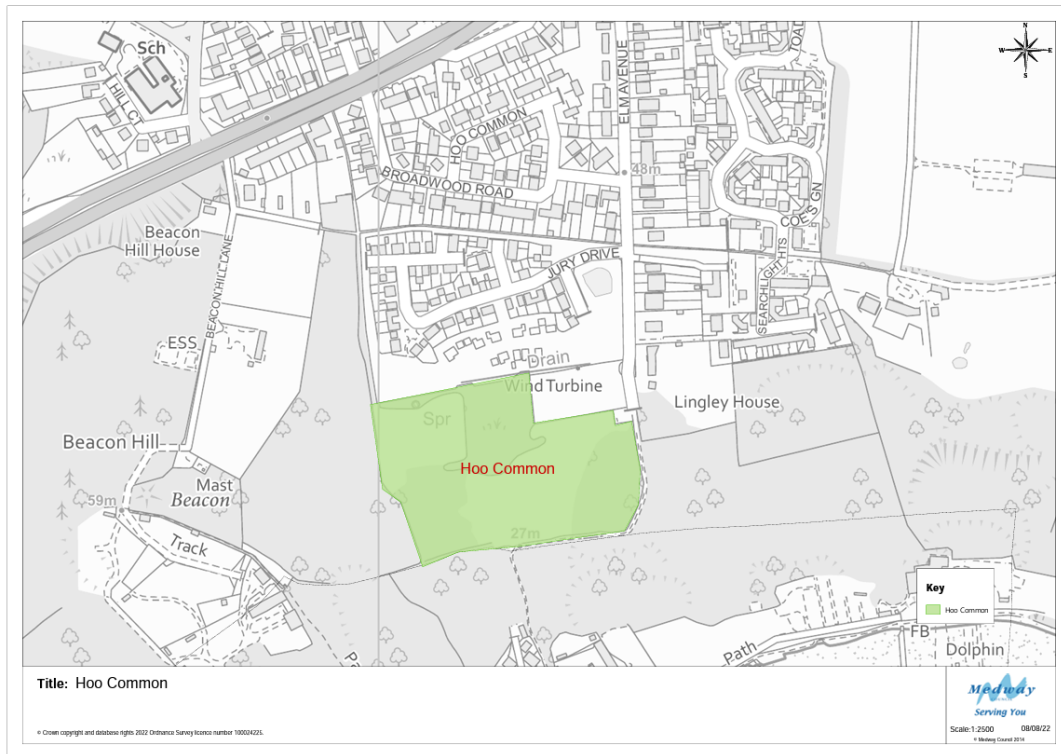 Sch
HILL C
HOO COMMON
ELM AVENUE
ROAD
N
W
E
S
BROADWOOD ROAD
48m
COE'S GN
Beacon
Hill House
BEACON HILL LANE
JURY DRIVE
SEARCHLIGHT HTS
ESS
Drain
Wind Turbine
Lingley House
Spr
Beacon Hill
Hoo Common
Mast
Beacon
59m
27m
Track
Key
Hoo Common
FB
Path
Dolphin
Title: Hoo Common
Medway
Serving You
Scale:1:2500
08/08/22
© Crown copyright and database rights 2022 Ordnance Survey licence number 100024225.
© Medway Council 2014